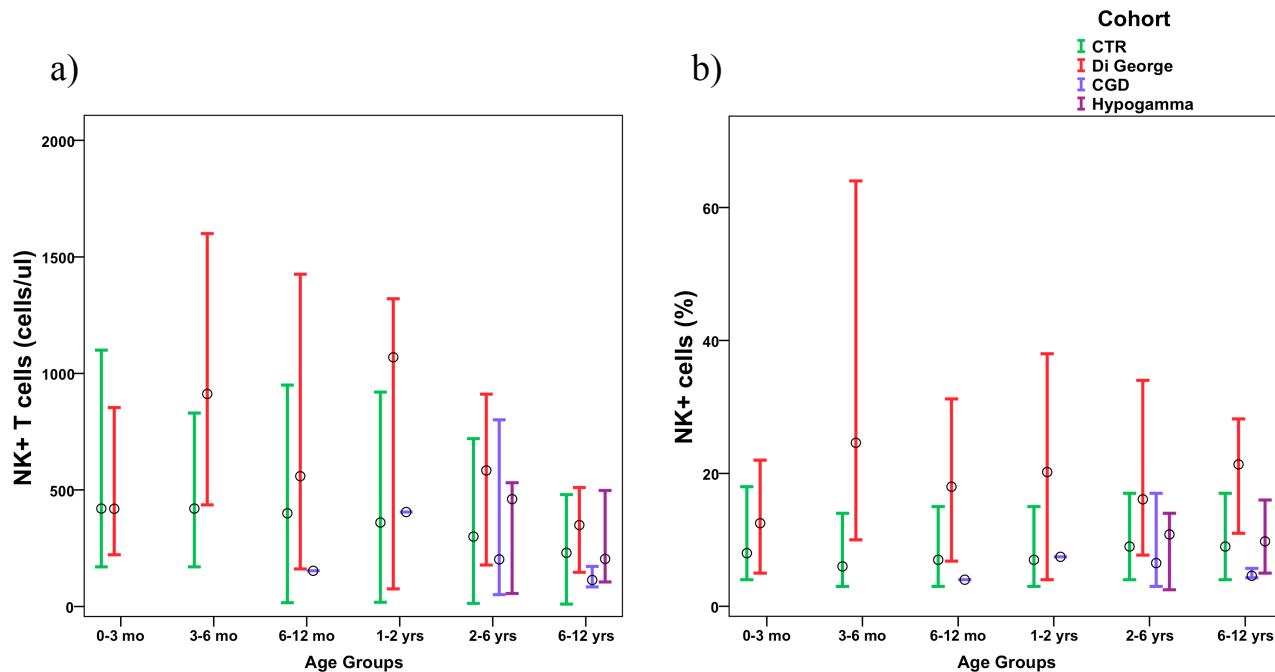 Cohort
CTR
Di George
CGD
Hypogamma
a)
2000
1500
1000
500
0
NK+ T cells (cells/ul)
0-3 mo 3-6 mo 6-12 mo 1-2 yrs 2-6 yrs 6-12 yrs
Age Groups
b)
60
40
20
0
NK+ cells (%)
0-3 mo 3-6 mo 6-12 mo 1-2 yrs 2-6 yrs 6-12 yrs
Age Groups